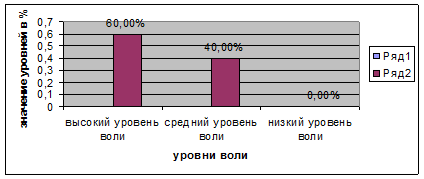 значение уровней в %
0,7
0,6
0,5
0,4
0,3
0,2
0,1
0
60,00%
40,00%
0,00%
высокий уровень воли
средний уровень воли
низкий уровень воли
уровни воли
Ряд1
Ряд2